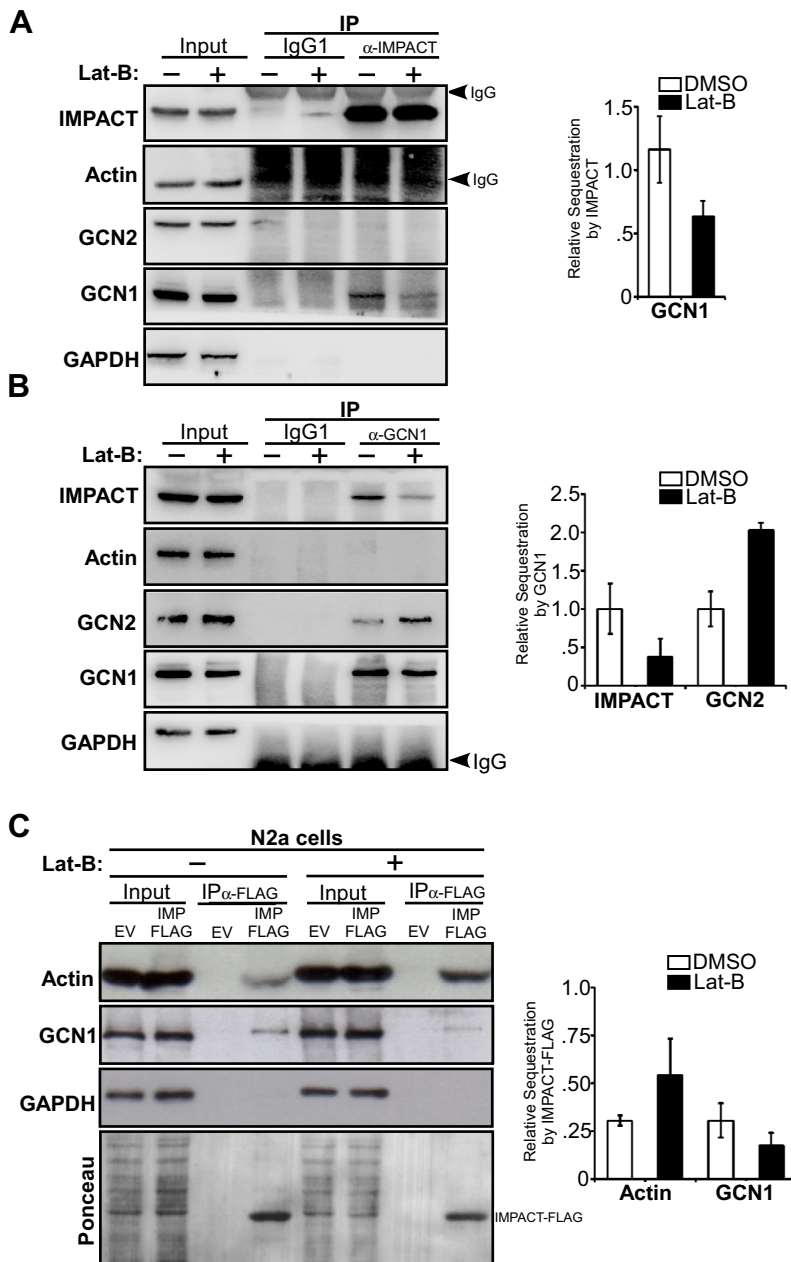 A
IP
Input IgG1 α-IMPACT
Lat-B: − + − + − +
IMPACT
IgG
Actin
IgG
GCN2
GCN1
GAPDH
DMSO
Lat-B
Relative Sequestration
by IMPACT
1.5
1.0
.5
0
GCN1
B
IP
Input IgG1 α-GCN1
Lat-B: − + − + − +
IMPACT
Actin
GCN2
GCN1
GAPDH
IgG
DMSO
Lat-B
Relative Sequestration
by GCN1
2.5
2.0
1.5
1.0
.5
0
IMPACT GCN2
C
N2a cells
Lat-B: − +
Input IPα-FLAG Input IPα-FLAG
EV IMP FLAG EV IMP FLAG EV IMP FLAG EV IMP FLAG
Actin
GCN1
GAPDH
Ponceau
IMPACT-FLAG
DMSO
Lat-B
Relative Sequestration
by IMPACT-FLAG
1.0
.75
.50
.25
0
Actin GCN1